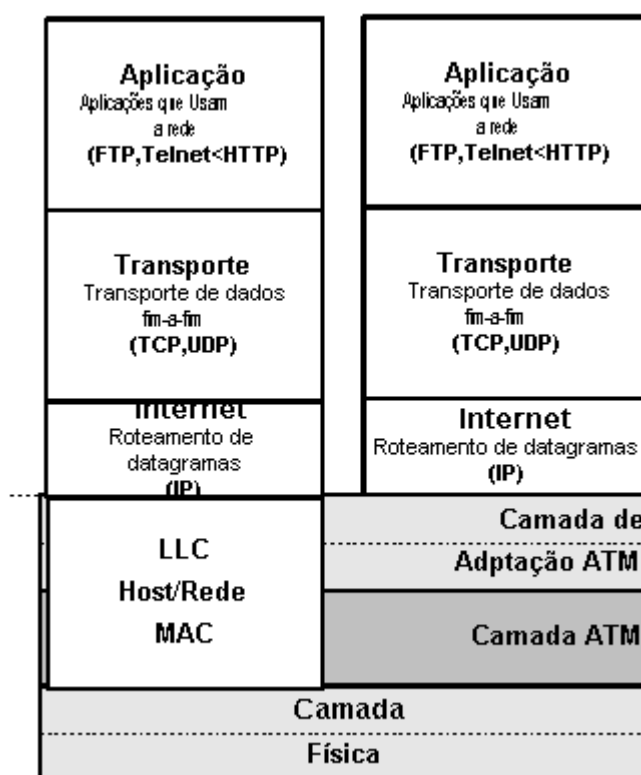 Aplicação
Aplicações que Usam
a rede
(FTP,Telnet<HTTP)
Transporte
Transporte de dados
fim-a-fim
(TCP,UDP)
Internet
Roteamento de
datagramas
(IP)
LLC
Host/Rede
MAC
Aplicação
Aplicações que Usam
a rede
(FTP,Telnet<HTTP)
Transporte
Transporte de dados
fim-a-fim
(TCP,UDP)
Internet
Roteamento de datagramas
(IP)
Camada de
Adptação ATM
Camada ATM
Camada
Física